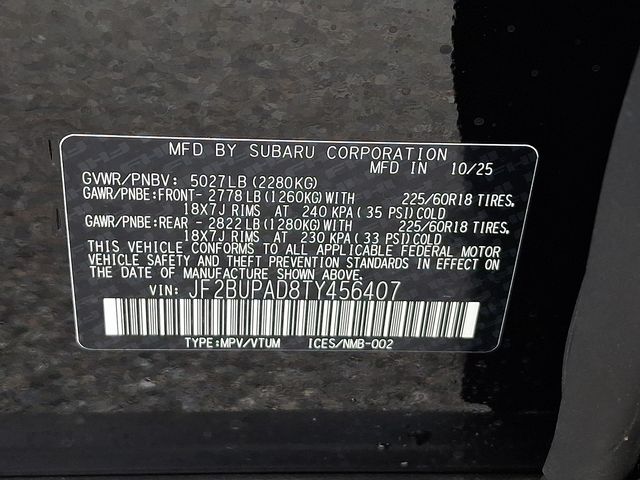 MFD BY SUBARU CORPORATION
MFD IN 10/25
GVWR/PNBV: 5027LB (2280KG)
GAWR/PNBE:FRONT- 2778 LB (1260KG) WITH 225/60R18 TIRES,
18X7J RIMS AT 240 KPA (35 PSI) COLD
GAWR/PNBE:REAR - 2822 LB (1280KG) WITH 225/60R18 TIRES,
18X7J RIMS AT 230 KPA (33 PSI) COLD
THIS VEHICLE CONFORMS TO ALL APPLICABLE FEDERAL MOTOR
VEHICLE SAFETY AND THEFT PREVENTION STANDARDS IN EFFECT ON
THE DATE OF MANUFACTURE SHOWN ABOVE.
VIN: JF2BUPAD8TY456407
TYPE:MPV/VTUM ICES/NMB-002